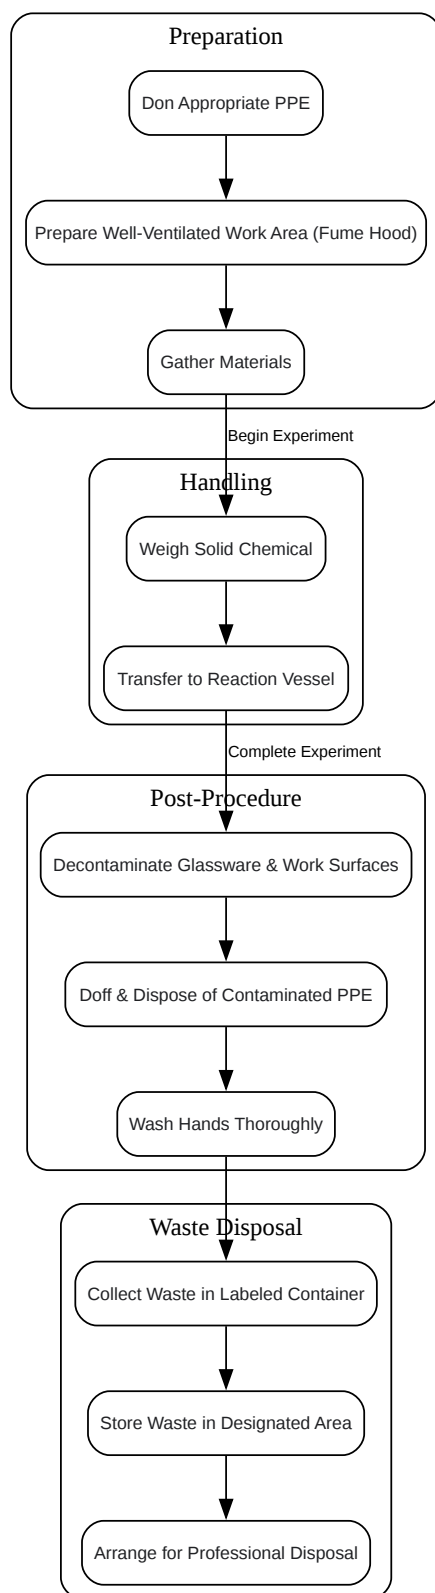 Preparation
Don Appropriate PPE
Prepare Well-Ventilated Work Area (Fume Hood)
Gather Materials
Begin Experiment
Handling
Weigh Solid Chemical
Transfer to Reaction Vessel
Complete Experiment
Post-Procedure
Decontaminate Glassware & Work Surfaces
Doff & Dispose of Contaminated PPE
Wash Hands Thoroughly
Waste Disposal
Collect Waste in Labeled Container
Store Waste in Designated Area
Arrange for Professional Disposal